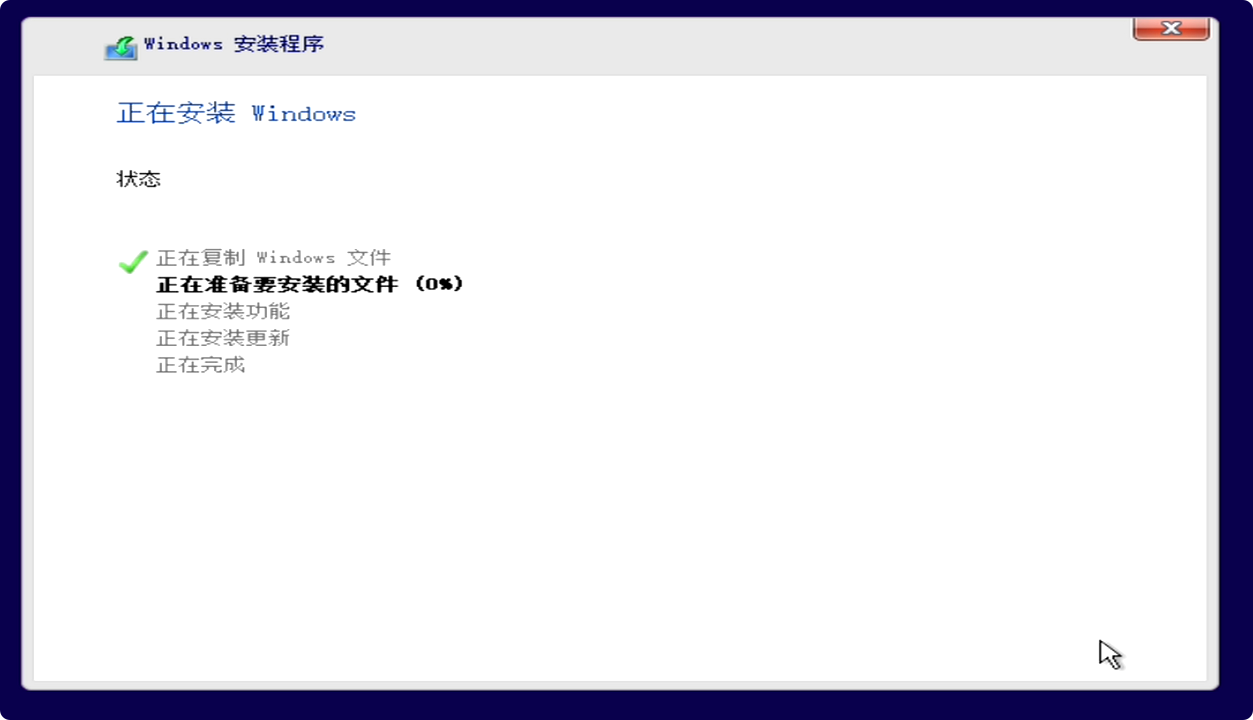 Windows 安装程序
正在安装 Windows
状态
正在复制 Windows 文件
正在准备要安装的文件 (0%)
正在安装功能
正在安装更新
正在完成